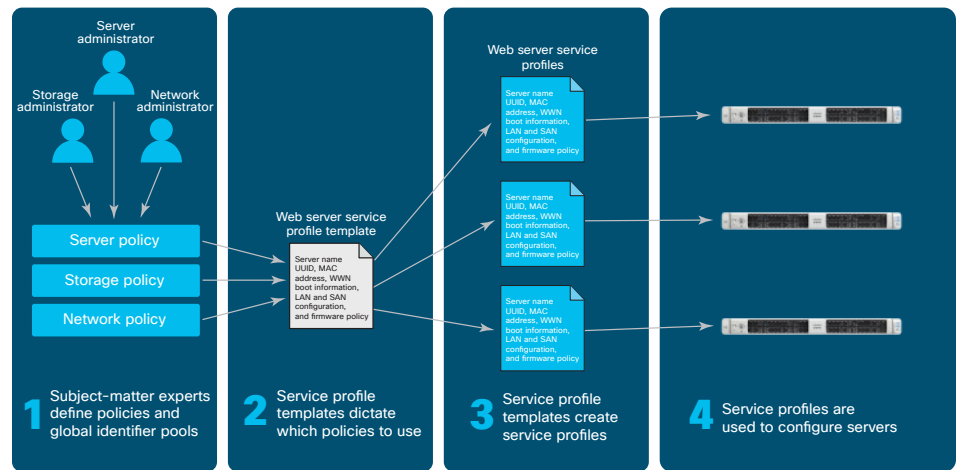 Server
administrator
Storage
administrator
Network
administrator
Server policy
Storage policy
Network policy
1
Subject-matter experts
define policies and
global identifier pools
Web server service
profile template
Server name
UUID, MAC
address, WWN
boot information,
LAN and SAN
configuration,
and firmware policy
2
Service profile
templates dictate
which policies to use
Web server service
profiles
Server name
UUID, MAC
address, WWN
boot information,
LAN and SAN
configuration,
and firmware policy
Server name
UUID, MAC
address, WWN
boot information,
LAN and SAN
configuration,
and firmware policy
Server name
UUID, MAC
address, WWN
boot information,
LAN and SAN
configuration,
and firmware policy
3
Service profile
templates create
service profiles
4
Service profiles are
used to configure servers